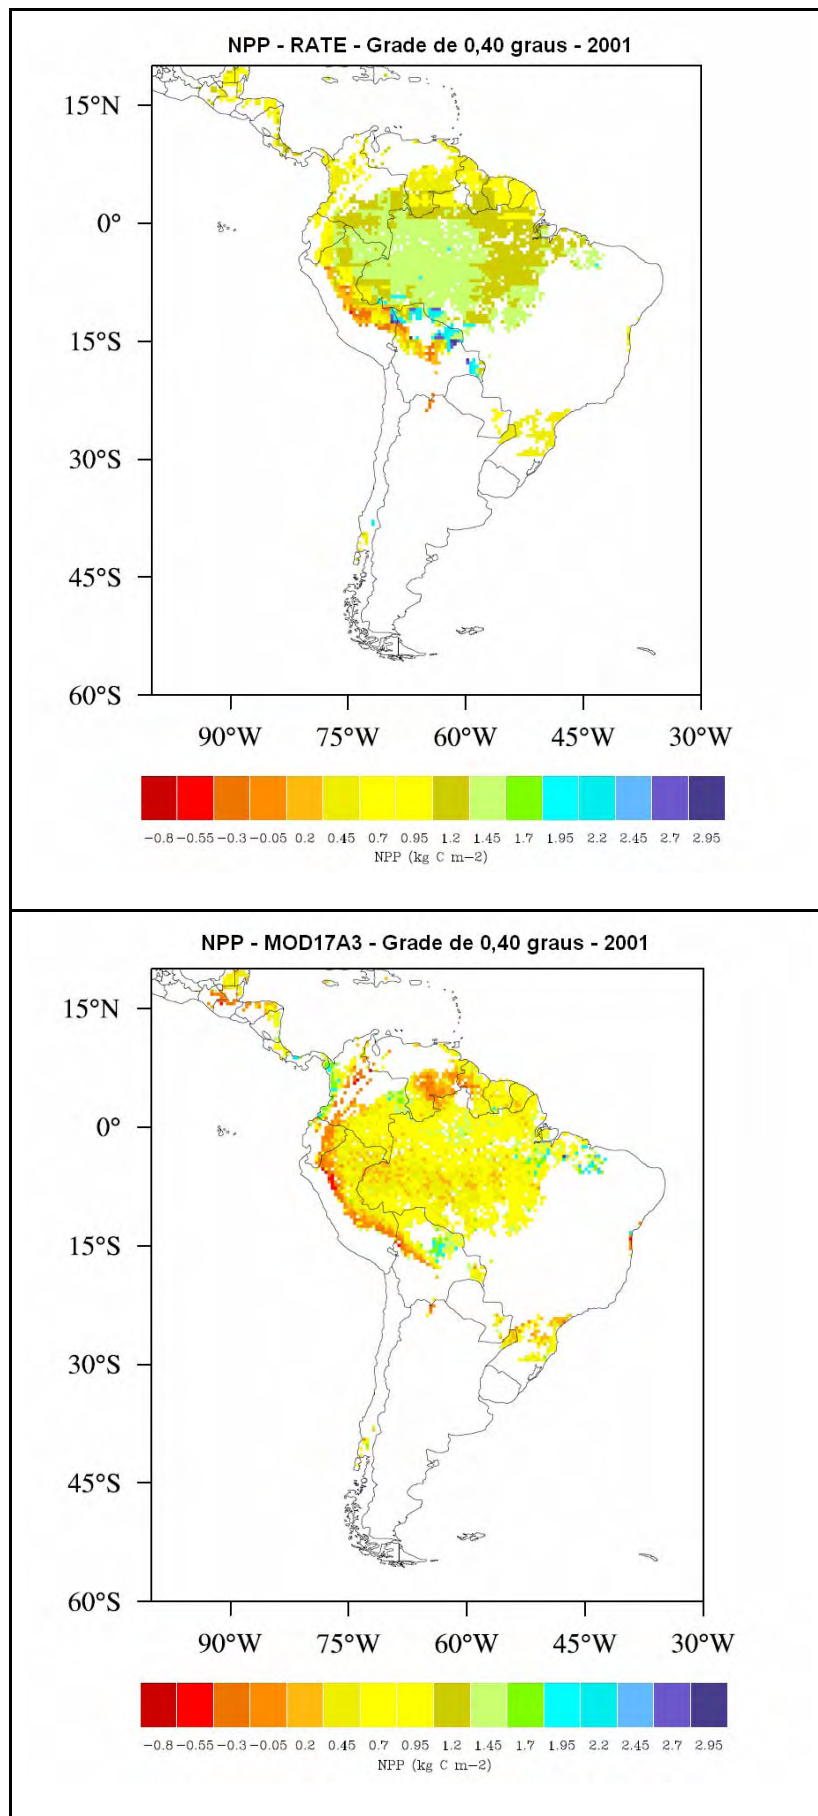 NPP - RATE - Grade de 0,40 graus - 2001
15°N
0°
15°S
30°S
45°S
60°S
90°W 75°W 60°W 45°W 30°W
−0.8 −0.55 −0.3 −0.05 0.2 0.45 0.7 0.95 1.2 1.45 1.7 1.95 2.2 2.45 2.7 2.95
NPP (kg C m−2)
NPP - MOD17A3 - Grade de 0,40 graus - 2001
15°N
0°
15°S
30°S
45°S
60°S
90°W 75°W 60°W 45°W 30°W
−0.8 −0.55 −0.3 −0.05 0.2 0.45 0.7 0.95 1.2 1.45 1.7 1.95 2.2 2.45 2.7 2.95
NPP (kg C m−2)